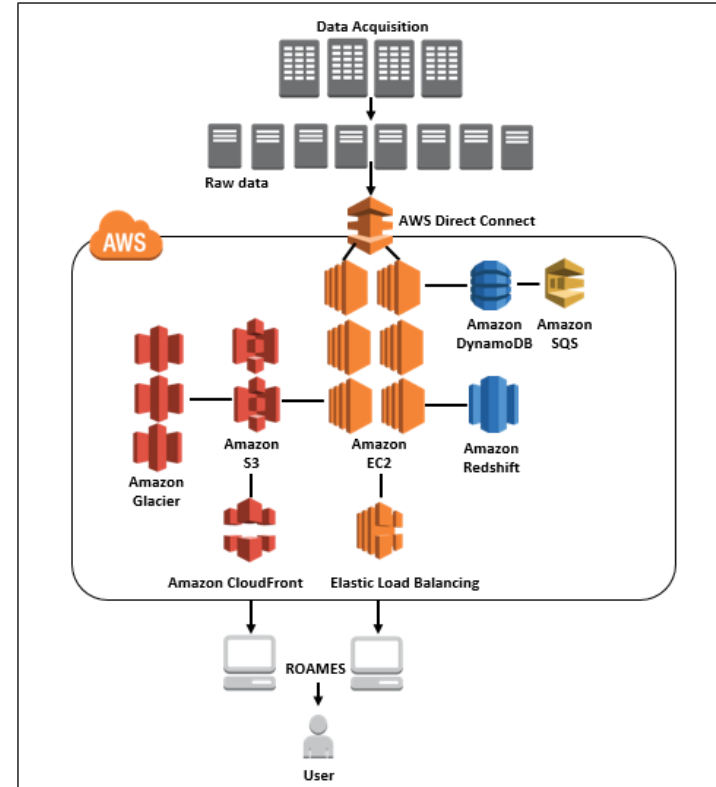 Data Acquisition
Raw data
AWS Direct Connect
AWS
Amazon
DynamoDB
Amazon
SQS
Amazon
Glacier
Amazon
S3
Amazon
EC2
Amazon
Redshift
Amazon CloudFront
Elastic Load Balancing
ROAMES
User